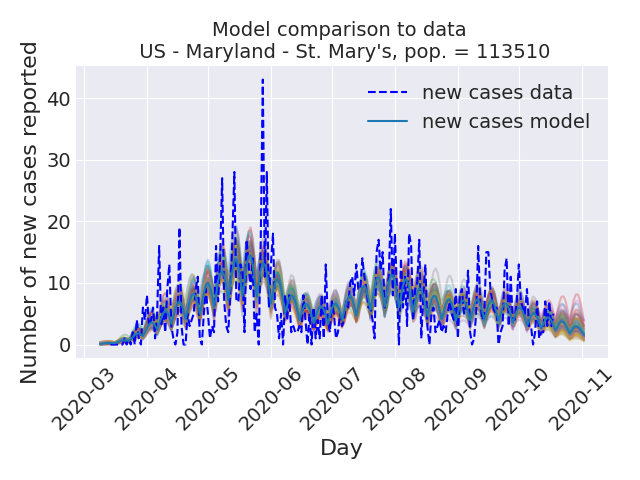 Model comparison to data
US - Maryland - St. Mary's, pop. = 113510
Number of new cases reported
40
30
20
10
0
new cases data
new cases model
2020-03
2020-04
2020-05
2020-06
2020-07
2020-08
2020-09
2020-10
2020-11
Day